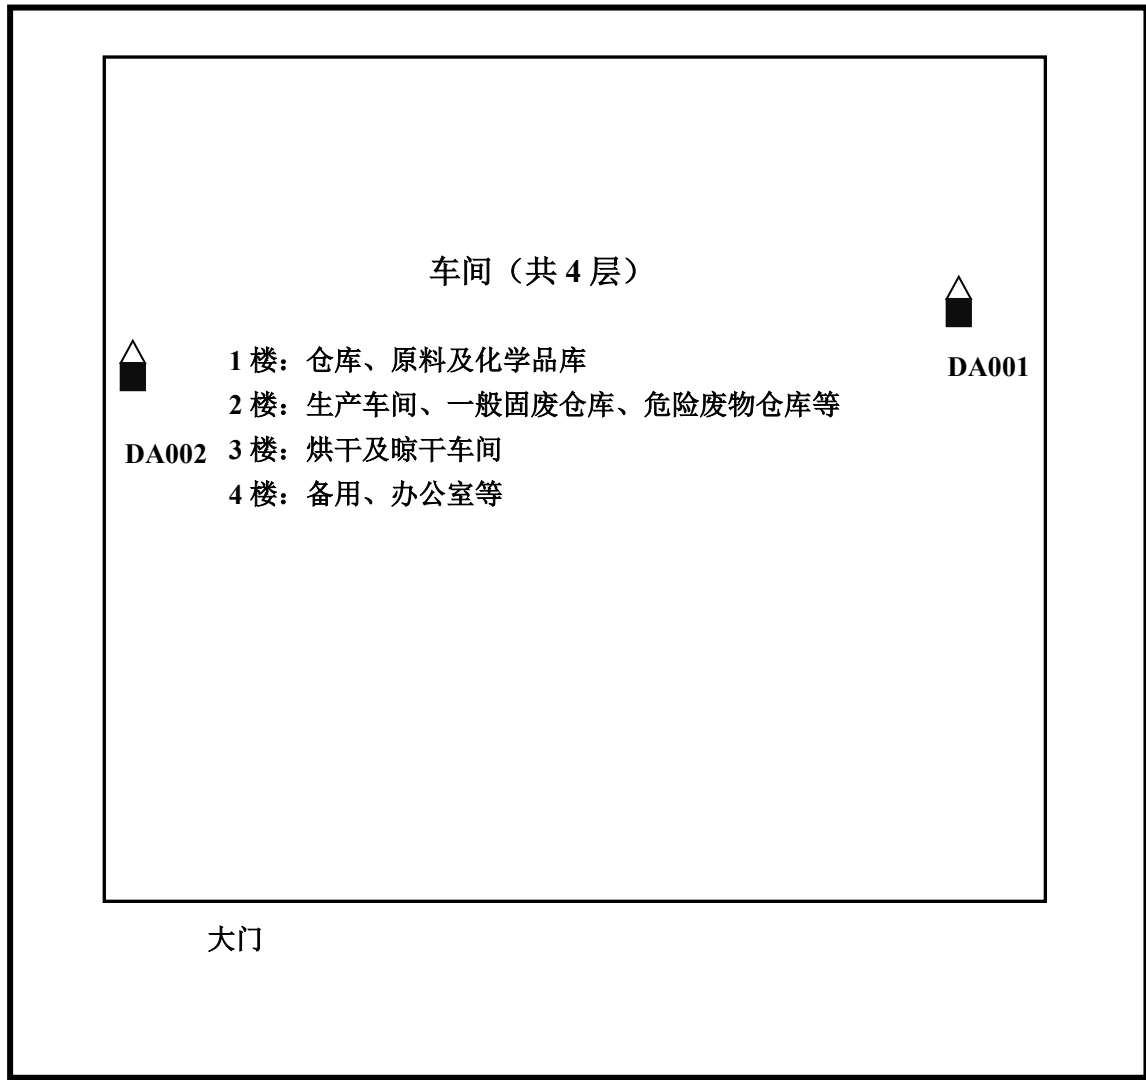 车间（共 4 层）
1 楼：仓库、原料及化学品库
DA001
2 楼：生产车间、一般固废仓库、危险废物仓库等
DA002
3 楼：烘干及晾干车间
4 楼：备用、办公室等
大门